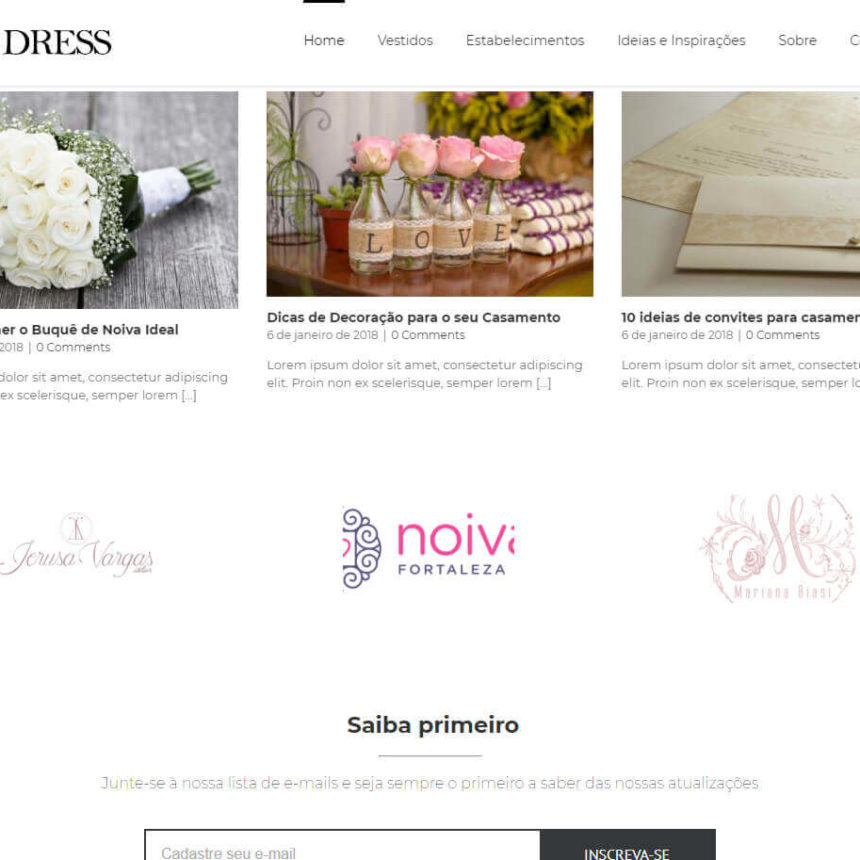 DRESS
Home Vestidos Estabelecimentos Ideias e Inspirações Sobre C
L O V E
er o Buquê de Noiva Ideal
2018 | 0 Comments
dolor sit amet, consectetur adipiscing
ex scelerisque, semper lorem [...]
Dicas de Decoração para o seu Casamento
6 de janeiro de 2018 | 0 Comments
Lorem ipsum dolor sit amet, consectetur adipiscing
elit. Proin non ex scelerisque, semper lorem [...]
10 ideias de convites para casamen
6 de janeiro de 2018 | 0 Comments
Lorem ipsum dolor sit amet, consectetu
elit. Proin non ex scelerisque, semper lo
Jerusa Vargas
noiva
FORTALEZA
M
Mariana Biasi
Saiba primeiro
Junte-se à nossa lista de e-mails e seja sempre o primeiro a saber das nossas atualizações
Cadastre seu e-mail
INSCREVA-SE